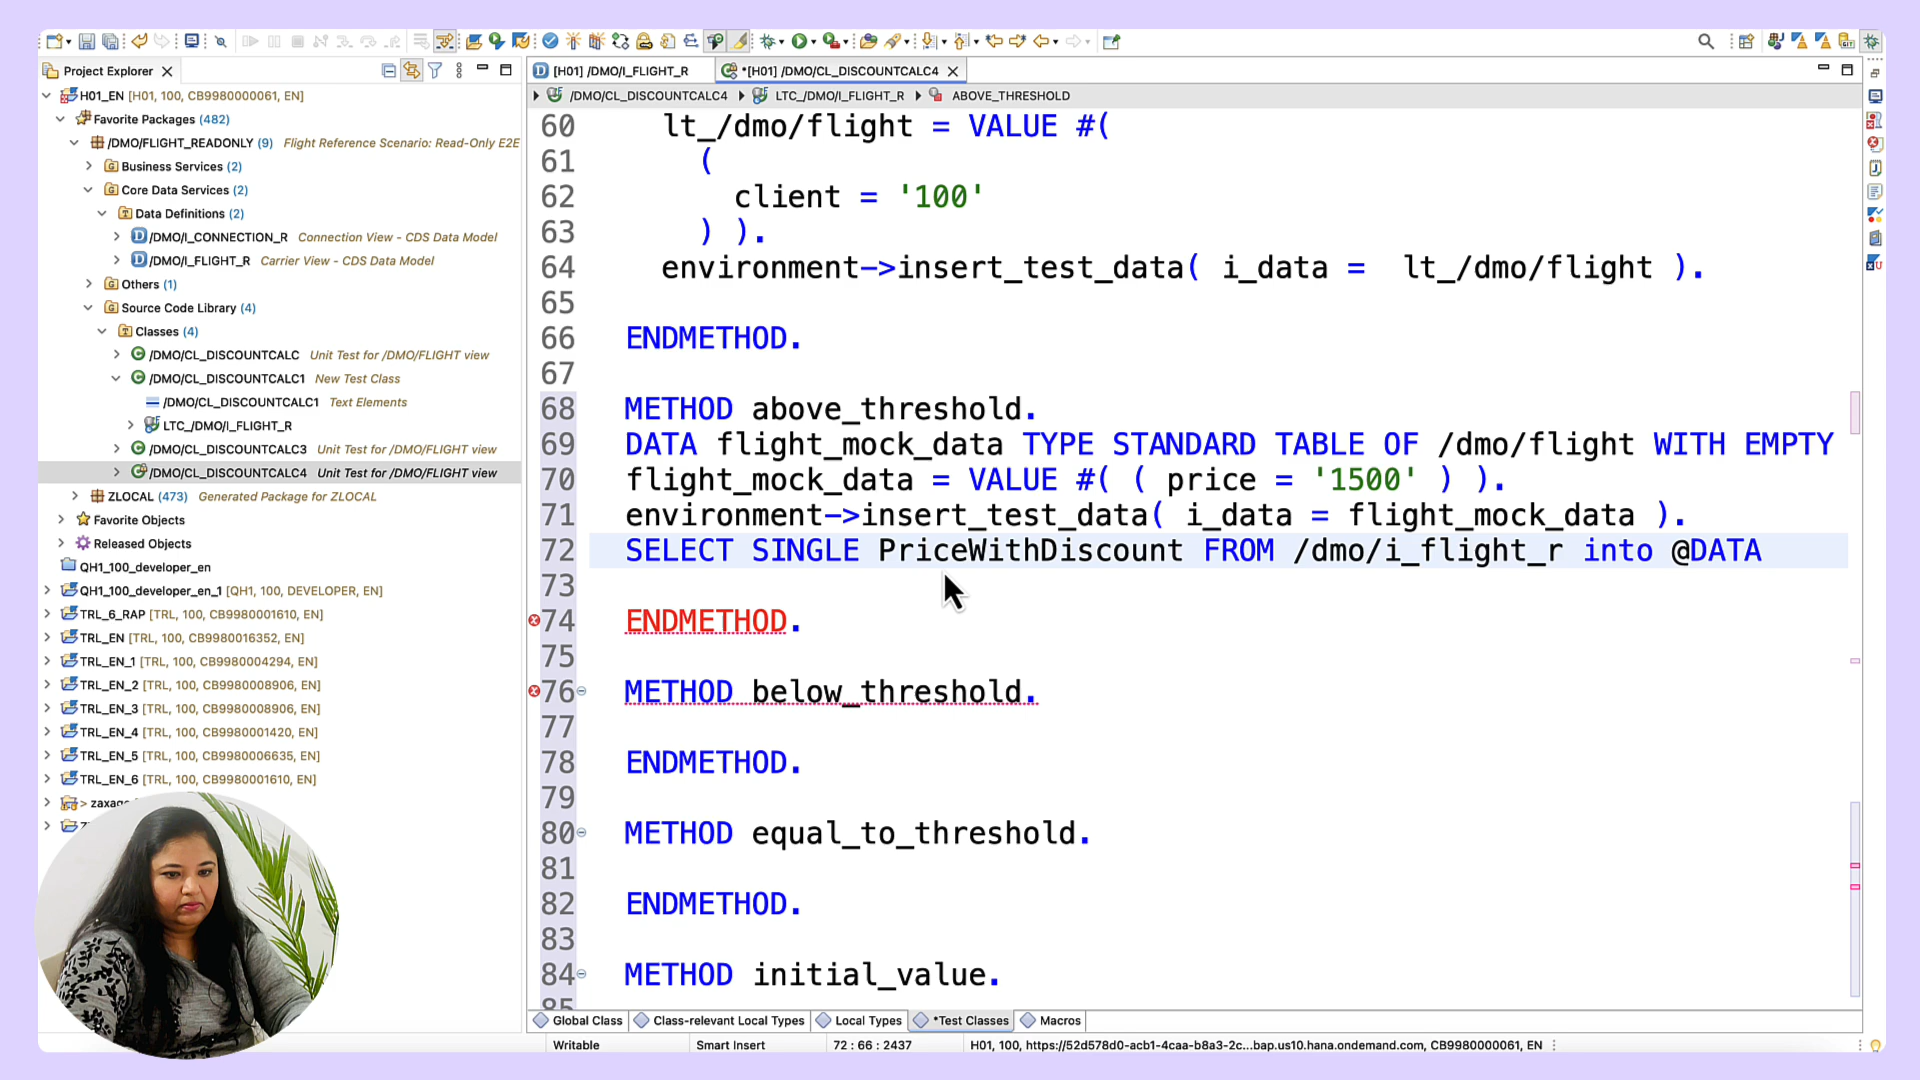 Project Explorer
H01_EN [H01, 100, CB9980000061, EN]
Favorite Packages (482)
/DMO/FLIGHT_READONLY (9) Flight Reference Scenario: Read-Only E2E
Business Services (2)
Core Data Services (2)
Data Definitions (2)
/DMO/I_CONNECTION_R Connection View - CDS Data Model
/DMO/I_FLIGHT_R Carrier View - CDS Data Model
Others (1)
Source Code Library (4)
Classes (4)
/DMO/CL_DISCOUNTCALC Unit Test for /DMO/FLIGHT view
/DMO/CL_DISCOUNTCALC1 New Test Class
/DMO/CL_DISCOUNTCALC1 Text Elements
LTC_/DMO/I_FLIGHT_R
/DMO/CL_DISCOUNTCALC3 Unit Test for /DMO/FLIGHT view
/DMO/CL_DISCOUNTCALC4 Unit Test for /DMO/FLIGHT view
ZLOCAL (473) Generated Package for ZLOCAL
Favorite Objects
Released Objects
QH1_100_developer_en
QH1_100_developer_en_1 [QH1, 100, DEVELOPER, EN]
TRL_6_RAP [TRL, 100, CB9980001610, EN]
TRL_EN [TRL, 100, CB9980016352, EN]
TRL_EN_1 [TRL, 100, CB9980004294, EN]
TRL_EN_2 [TRL, 100, CB9980008906, EN]
TRL_EN_3 [TRL, 100, CB9980008906, EN]
TRL_EN_4 [TRL, 100, CB9980001420, EN]
TRL_EN_5 [TRL, 100, CB9980006635, EN]
TRL_EN_6 [TRL, 100, CB9980001610, EN]
[H01] /DMO/I_FLIGHT_R
*[H01] /DMO/CL_DISCOUNTCALC4
/DMO/CL_DISCOUNTCALC4 LTC_/DMO/I_FLIGHT_R ABOVE_THRESHOLD
60 lt_/dmo/flight = VALUE #(
61 (
62 client = '100'
63 ) ).
64 environment->insert_test_data( i_data = lt_/dmo/flight ).
65
66 ENDMETHOD.
67
68 METHOD above_threshold.
69 DATA flight_mock_data TYPE STANDARD TABLE OF /dmo/flight WITH EMPTY
70 flight_mock_data = VALUE #( ( price = '1500' ) ).
71 environment->insert_test_data( i_data = flight_mock_data ).
72 SELECT SINGLE PriceWithDiscount FROM /dmo/i_flight_r into @DATA
73
74 ENDMETHOD.
75
76 METHOD below_threshold.
77
78 ENDMETHOD.
79
80 METHOD equal_to_threshold.
81
82 ENDMETHOD.
83
84 METHOD initial_value.
85
Global Class Class-relevant Local Types Local Types *Test Classes Macros
Writable Smart Insert 72 : 66 : 2437 H01, 100, https://52d578d0-acb1-4caa-b8a3-2c...bap.us10.hana.ondemand.com, CB9980000061, EN